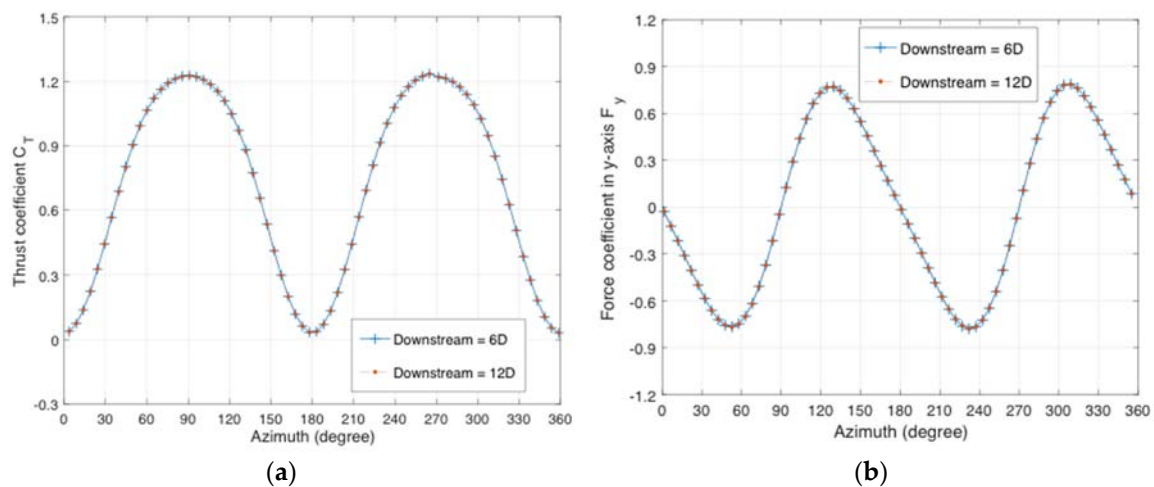 1.5
1.2
0.9
0.6
0.3
0
-0.3
Thrust coefficient C_T
Downstream = 6D
Downstream = 12D
0 30 60 90 120 150 180 210 240 270 300 330 360
Azimuth (degree)
(a)
1.2
0.9
0.6
0.3
0
-0.3
-0.6
-0.9
-1.2
Force coefficient in y-axis F_y
Downstream = 6D
Downstream = 12D
0 30 60 90 120 150 180 210 240 270 300 330 360
Azimuth (degree)
(b)